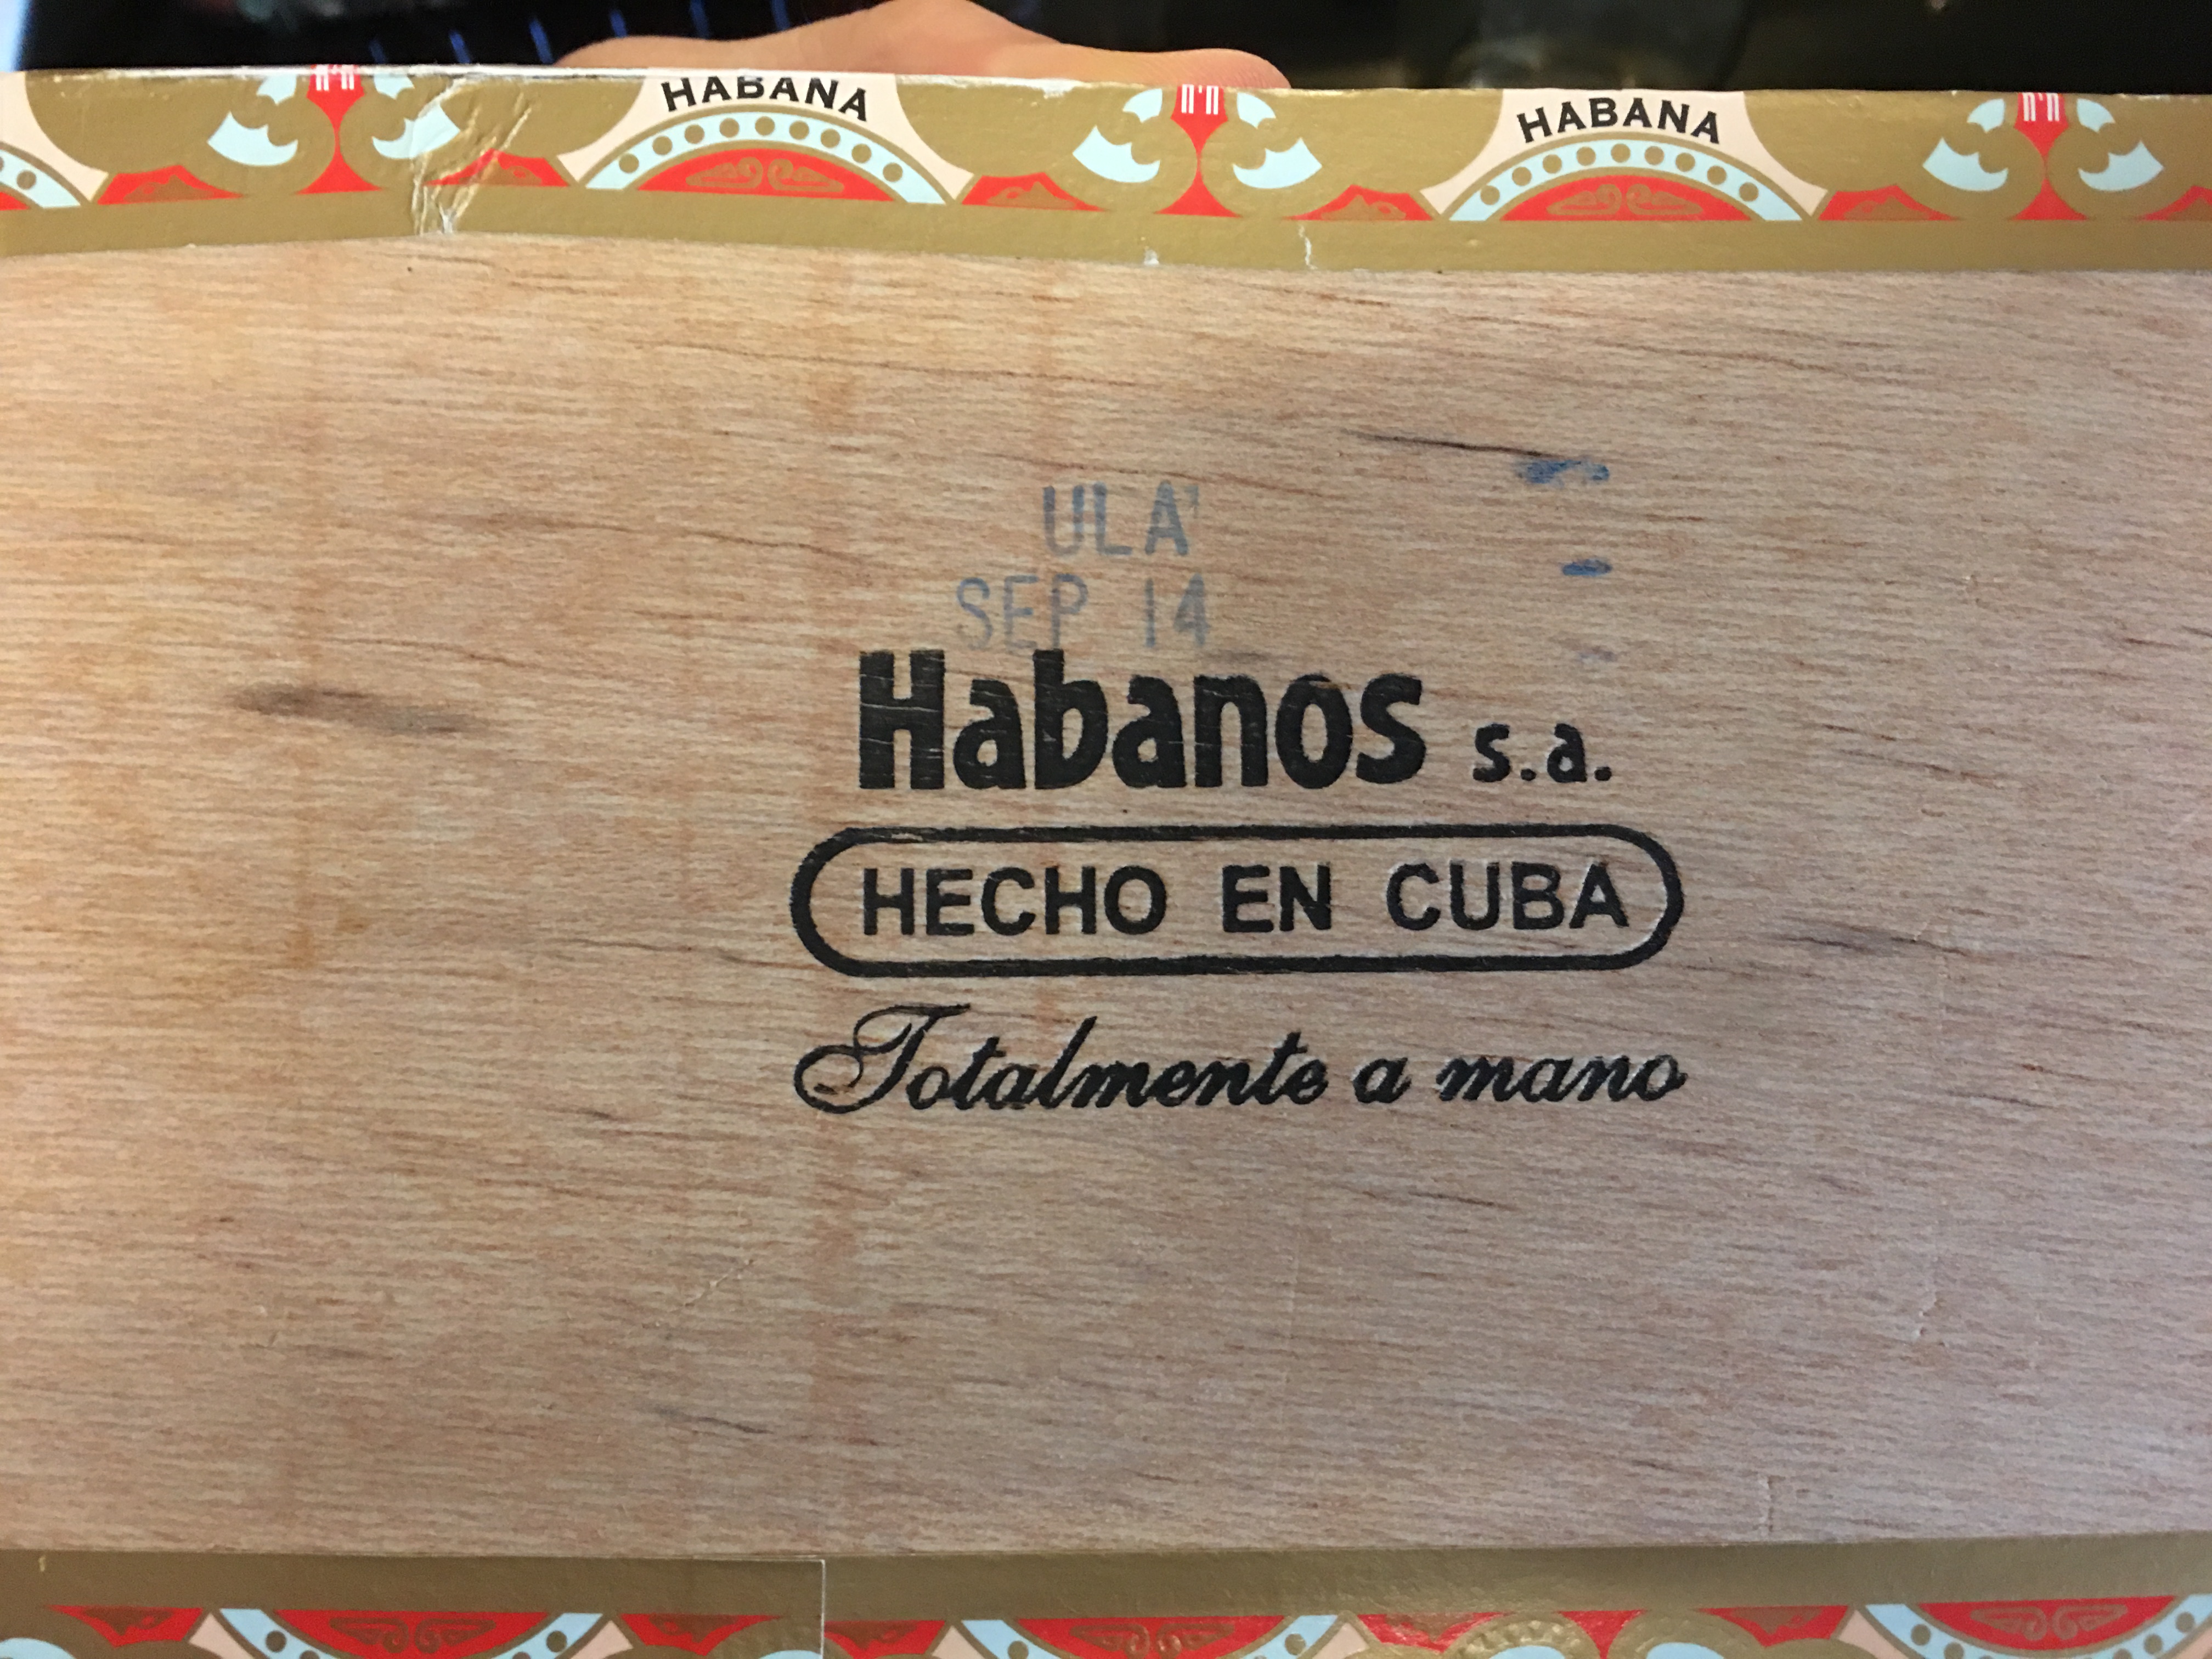 HABANA HABANA
ULA
SEP 14
Habanos s.a.
HECHO EN CUBA
Totalmente a mano